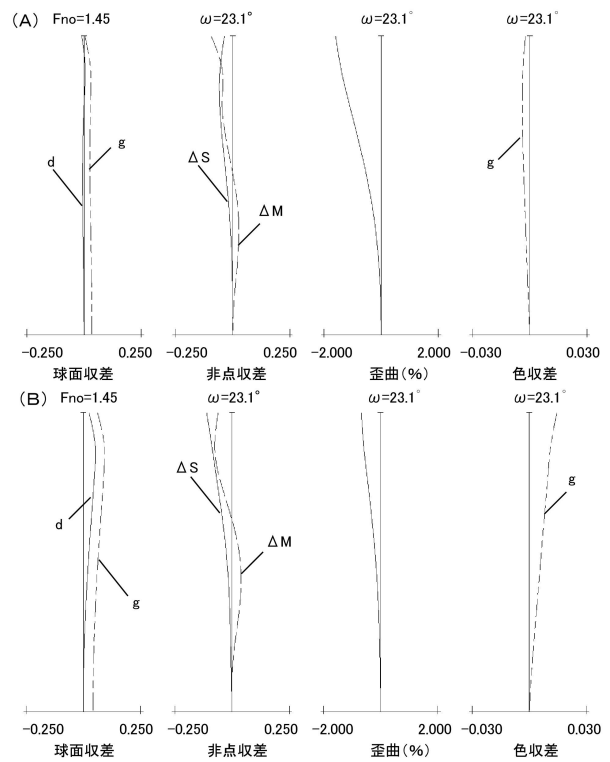 (A) Fno=1.45 ω=23.1° ω=23.1° ω=23.1°
g
d
ΔS
ΔM
g
-0.250 0.250 -0.250 0.250 -2.000 2.000 -0.030 0.030
球面収差 非点収差 歪曲(%) 色収差
(B) Fno=1.45 ω=23.1° ω=23.1° ω=23.1°
ΔS
g
d
ΔM
g
-0.250 0.250 -0.250 0.250 -2.000 2.000 -0.030 0.030
球面収差 非点収差 歪曲(%) 色収差